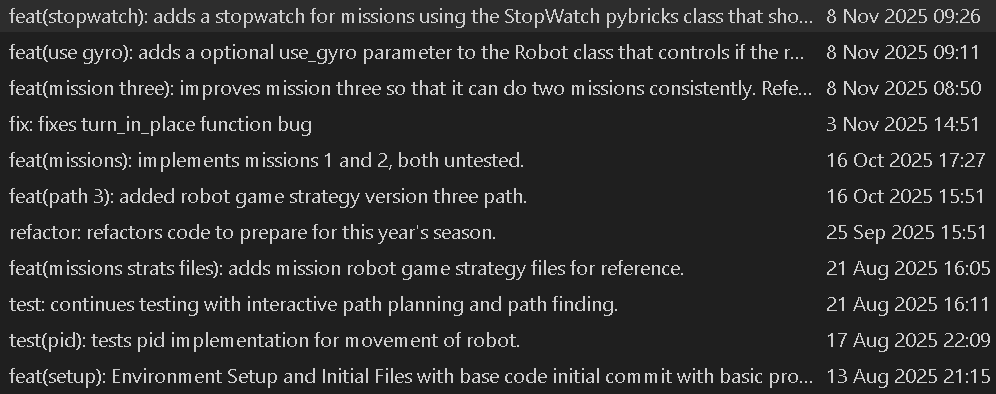 feat(stopwatch): adds a stopwatch for missions using the StopWatch pybricks class that sho... 8 Nov 2025 09:26
feat(use gyro): adds a optional use_gyro parameter to the Robot class that controls if the r... 8 Nov 2025 09:11
feat(mission three): improves mission three so that it can do two missions consistently. Refe... 8 Nov 2025 08:50
fix: fixes turn_in_place function bug 3 Nov 2025 14:51
feat(missions): implements missions 1 and 2, both untested. 16 Oct 2025 17:27
feat(path 3): added robot game strategy version three path. 16 Oct 2025 15:51
refactor: refactors code to prepare for this year's season. 25 Sep 2025 15:51
feat(missions strats files): adds mission robot game strategy files for reference. 21 Aug 2025 16:05
test: continues testing with interactive path planning and path finding. 21 Aug 2025 16:11
test(pid): tests pid implementation for movement of robot. 17 Aug 2025 22:09
feat(setup): Environment Setup and Initial Files with base code initial commit with basic pro... 13 Aug 2025 21:15